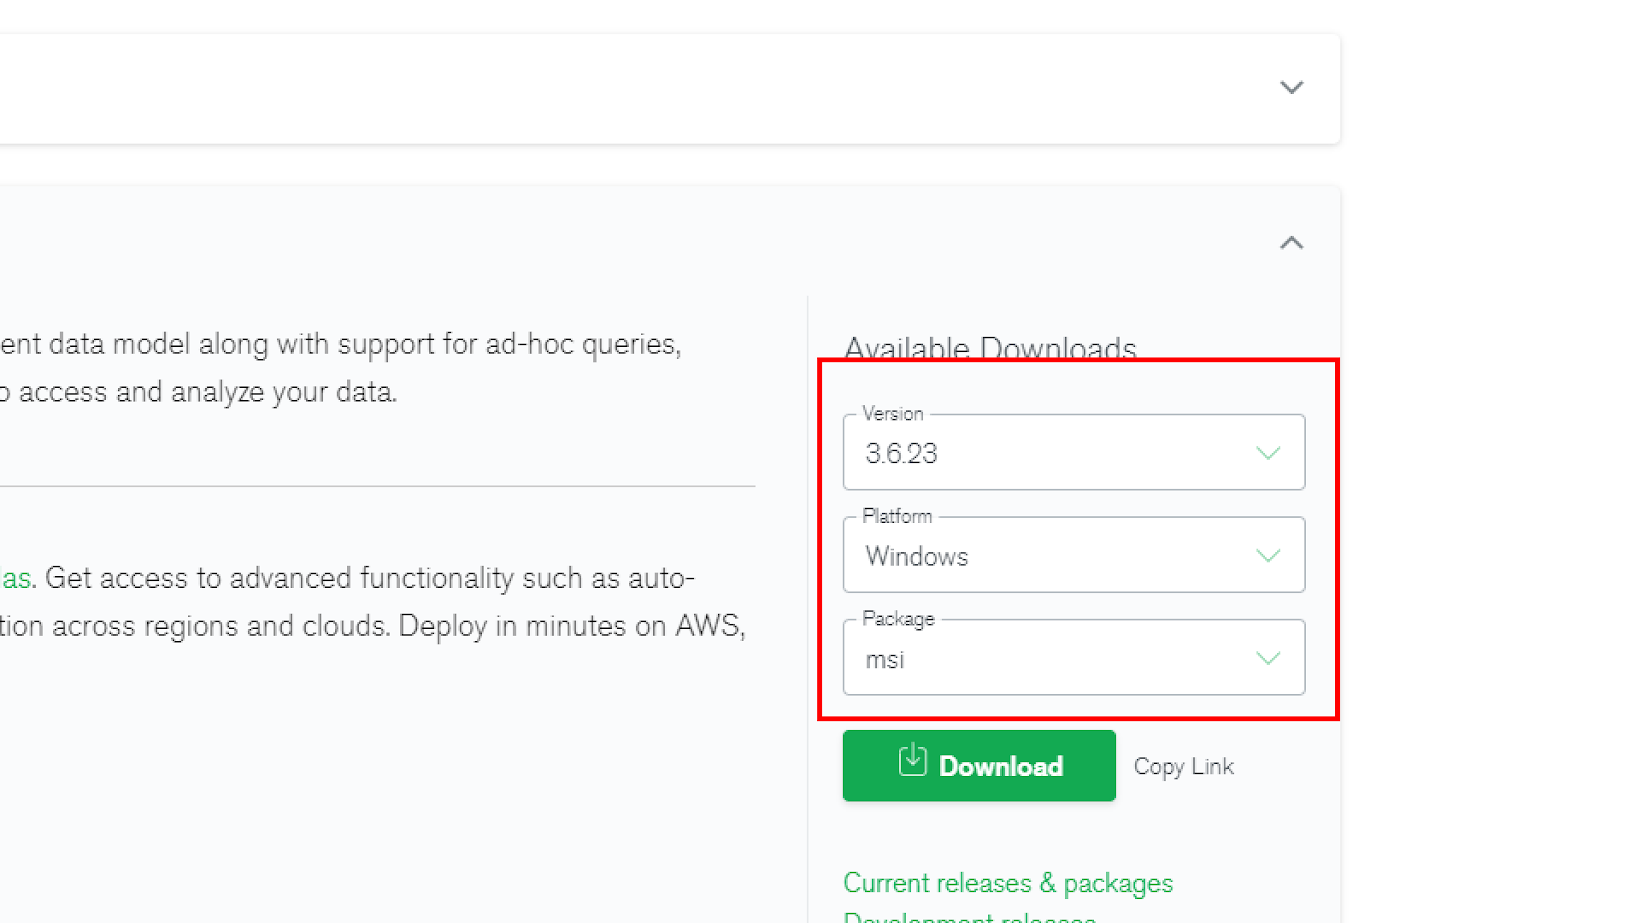 ent data model along with support for ad-hoc queries,
o access and analyze your data.
as. Get access to advanced functionality such as auto-
tion across regions and clouds. Deploy in minutes on AWS,
Available Downloads
Version
3.6.23
Platform
Windows
Package
msi
Download
Copy Link
Current releases & packages
Development releases